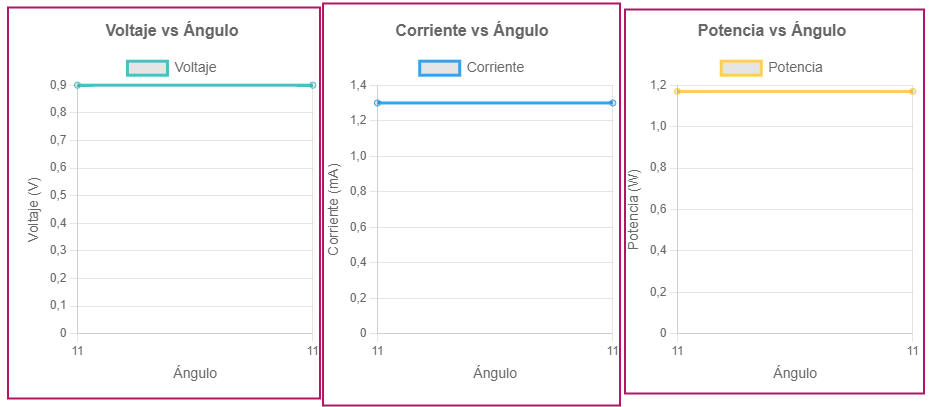 Voltaje vs Ángulo
Voltaje
0,9
0,8
0,7
0,6
0,5
0,4
0,3
0,2
0,1
0
Voltaje (V)
11 11
Ángulo
Corriente vs Ángulo
Corriente
1,4
1,2
1,0
0,8
0,6
0,4
0,2
0
Corriente (mA)
11 11
Ángulo
Potencia vs Ángulo
Potencia
1,2
1,0
0,8
0,6
0,4
0,2
0
Potencia (W)
11 11
Ángulo